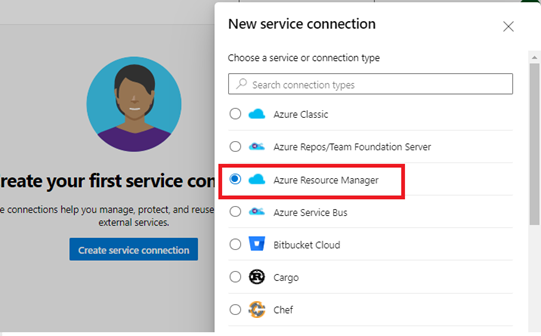 New service connection
Choose a service or connection type
Search connection types
Azure Classic
Azure Repos/Team Foundation Server
Azure Resource Manager
Azure Service Bus
Bitbucket Cloud
Cargo
Chef
reate your first service con
e connections help you manage, protect, and reuse
external services.
Create service connection